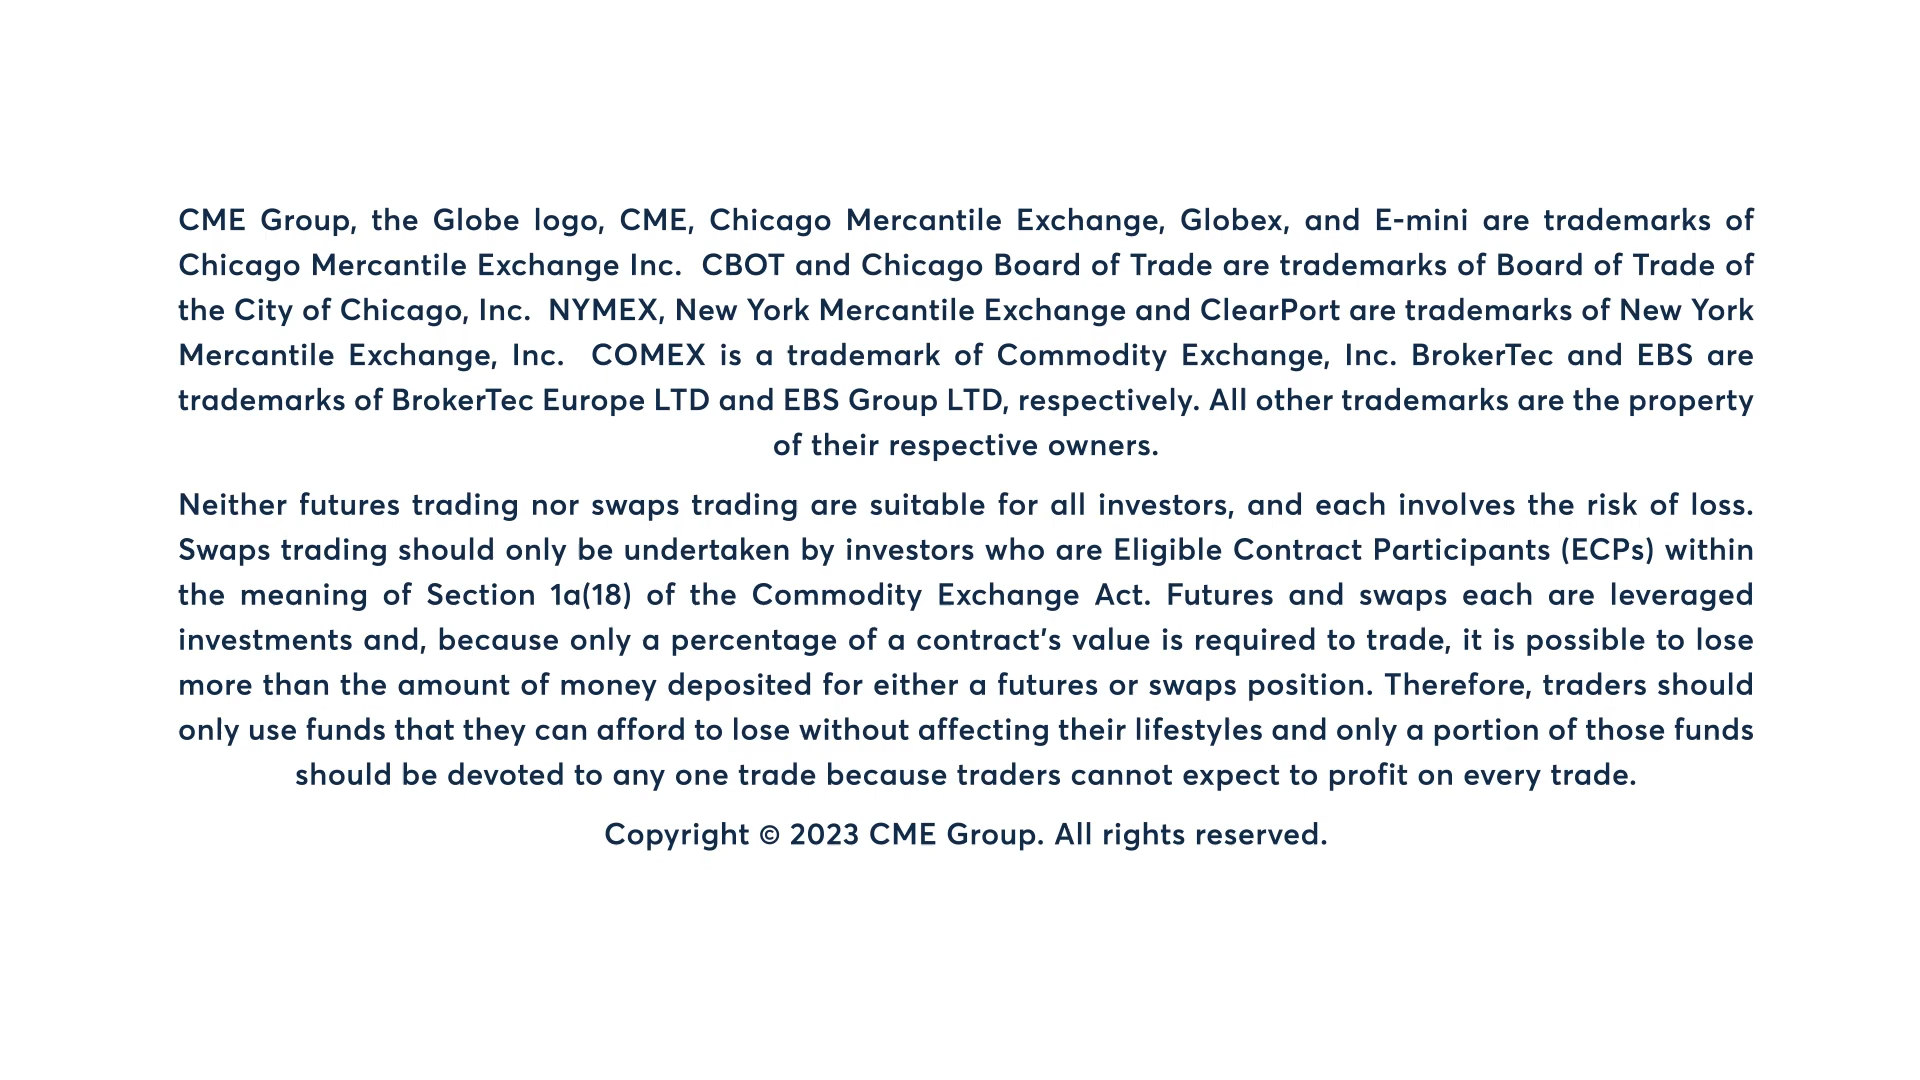 CME Group, the Globe logo, CME, Chicago Mercantile Exchange, Globex, and E-mini are trademarks of
Chicago Mercantile Exchange Inc.  CBOT and Chicago Board of Trade are trademarks of Board of Trade of
the City of Chicago, Inc.  NYMEX, New York Mercantile Exchange and ClearPort are trademarks of New York
Mercantile Exchange, Inc.  COMEX is a trademark of Commodity Exchange, Inc. BrokerTec and EBS are
trademarks of BrokerTec Europe LTD and EBS Group LTD, respectively. All other trademarks are the property
of their respective owners.
Neither futures trading nor swaps trading are suitable for all investors, and each involves the risk of loss.
Swaps trading should only be undertaken by investors who are Eligible Contract Participants (ECPs) within
the meaning of Section 1a(18) of the Commodity Exchange Act. Futures and swaps each are leveraged
investments and, because only a percentage of a contract's value is required to trade, it is possible to lose
more than the amount of money deposited for either a futures or swaps position. Therefore, traders should
only use funds that they can afford to lose without affecting their lifestyles and only a portion of those funds
should be devoted to any one trade because traders cannot expect to profit on every trade.
Copyright © 2023 CME Group. All rights reserved.